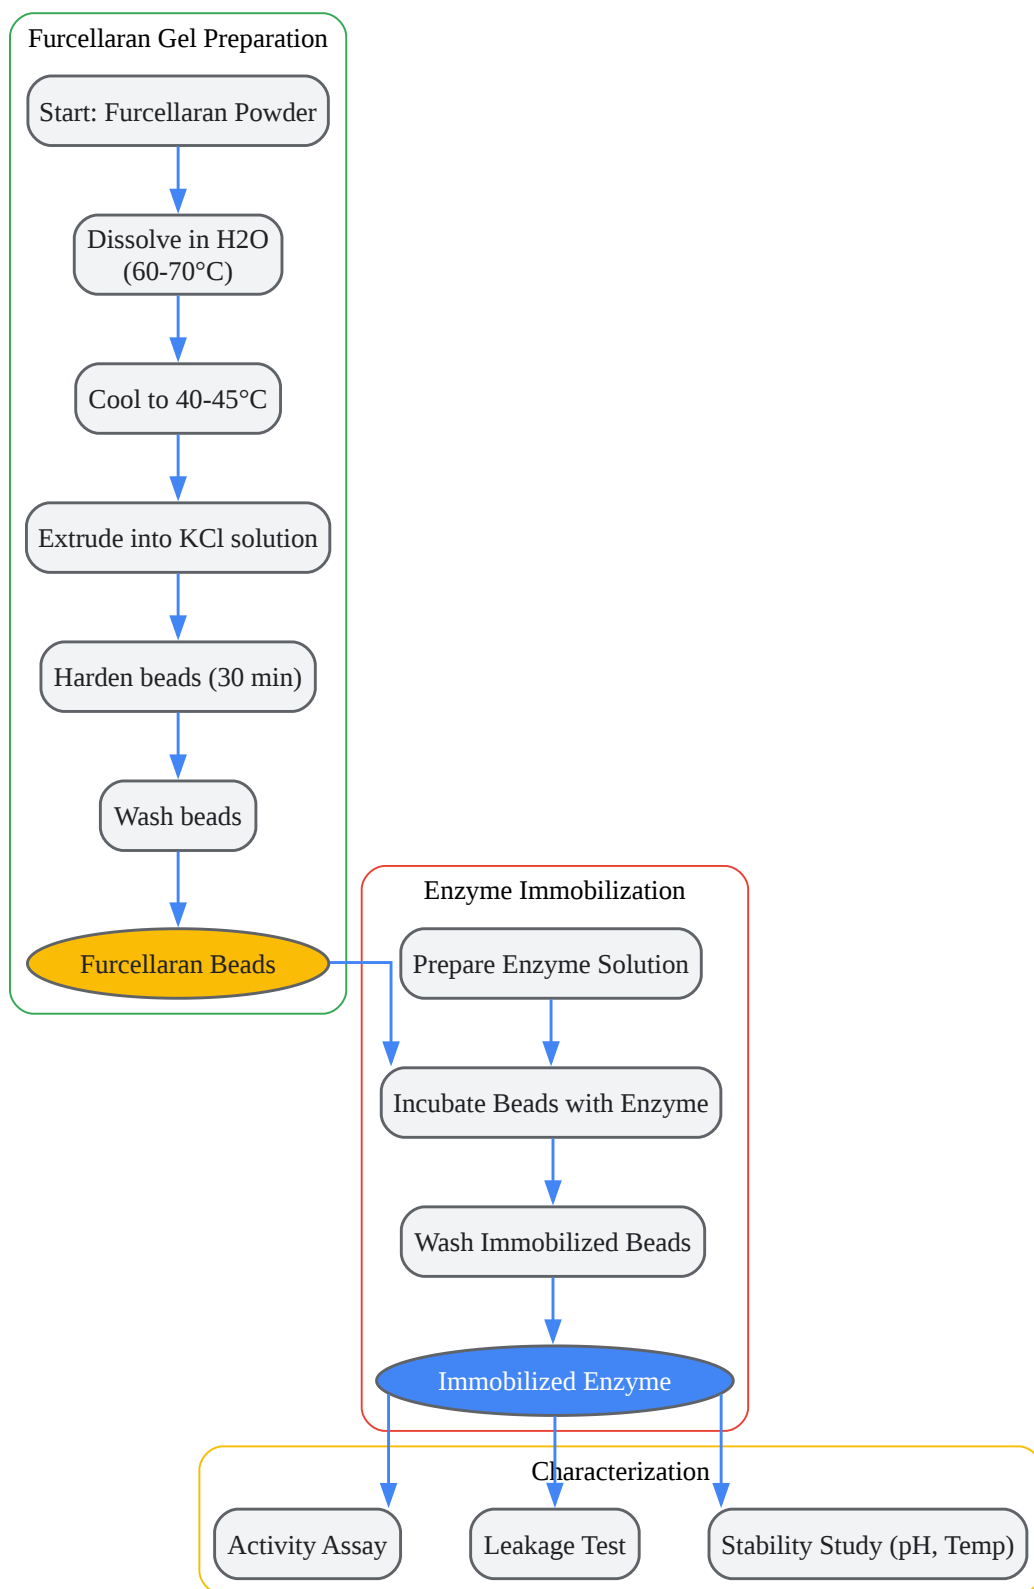 Furcellaran Gel Preparation
Start: Furcellaran Powder
Dissolve in H2O
(60-70°C)
Cool to 40-45°C
Extrude into KCl solution
Harden beads (30 min)
Wash beads
Furcellaran Beads
Enzyme Immobilization
Prepare Enzyme Solution
Incubate Beads with Enzyme
Wash Immobilized Beads
Immobilized Enzyme
Characterization
Activity Assay
Leakage Test
Stability Study (pH, Temp)